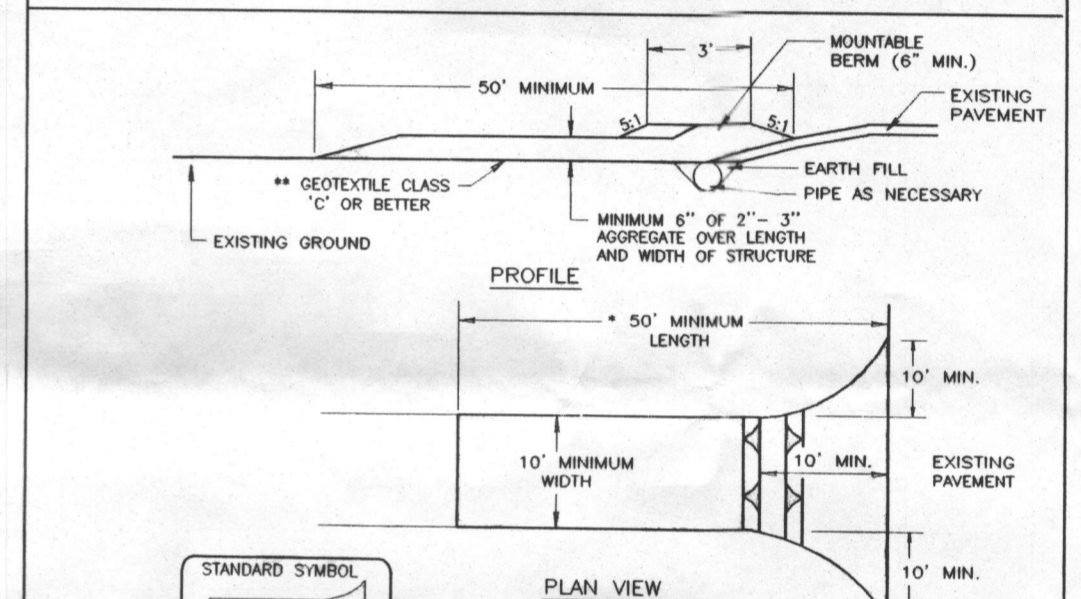 3'
MOUNTABLE
BERM (6" MIN.)
50' MINIMUM
EXISTING
PAVEMENT
5:1
5:1
** GEOTEXTILE CLASS
'C' OR BETTER
EARTH FILL
PIPE AS NECESSARY
EXISTING GROUND
MINIMUM 6" OF 2"- 3"
AGGREGATE OVER LENGTH
AND WIDTH OF STRUCTURE
PROFILE
* 50' MINIMUM
LENGTH
10' MIN.
10' MINIMUM
WIDTH
10' MIN.
EXISTING
PAVEMENT
STANDARD SYMBOL
PLAN VIEW
10' MIN.